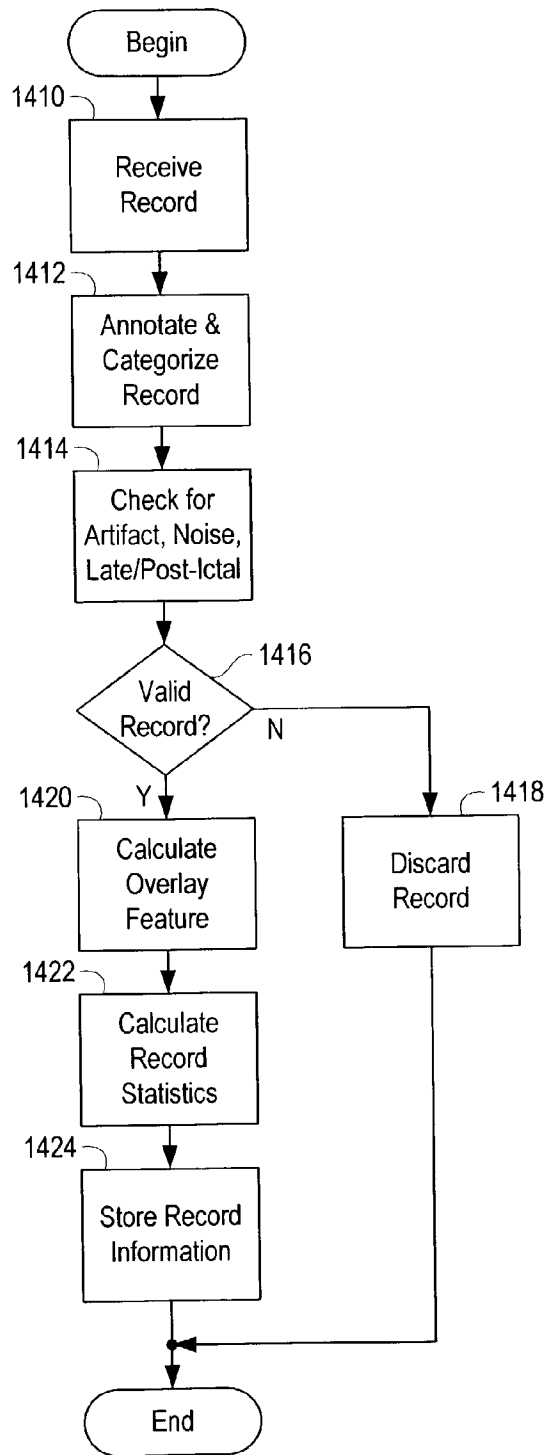 Begin
1410
Receive
Record
1412
Annotate &
Categorize
Record
1414
Check for
Artifact, Noise,
Late/Post-Ictal
1416
Valid
Record?
N
Y
1420
Calculate
Overlay
Feature
1418
Discard
Record
1422
Calculate
Record
Statistics
1424
Store Record
Information
End